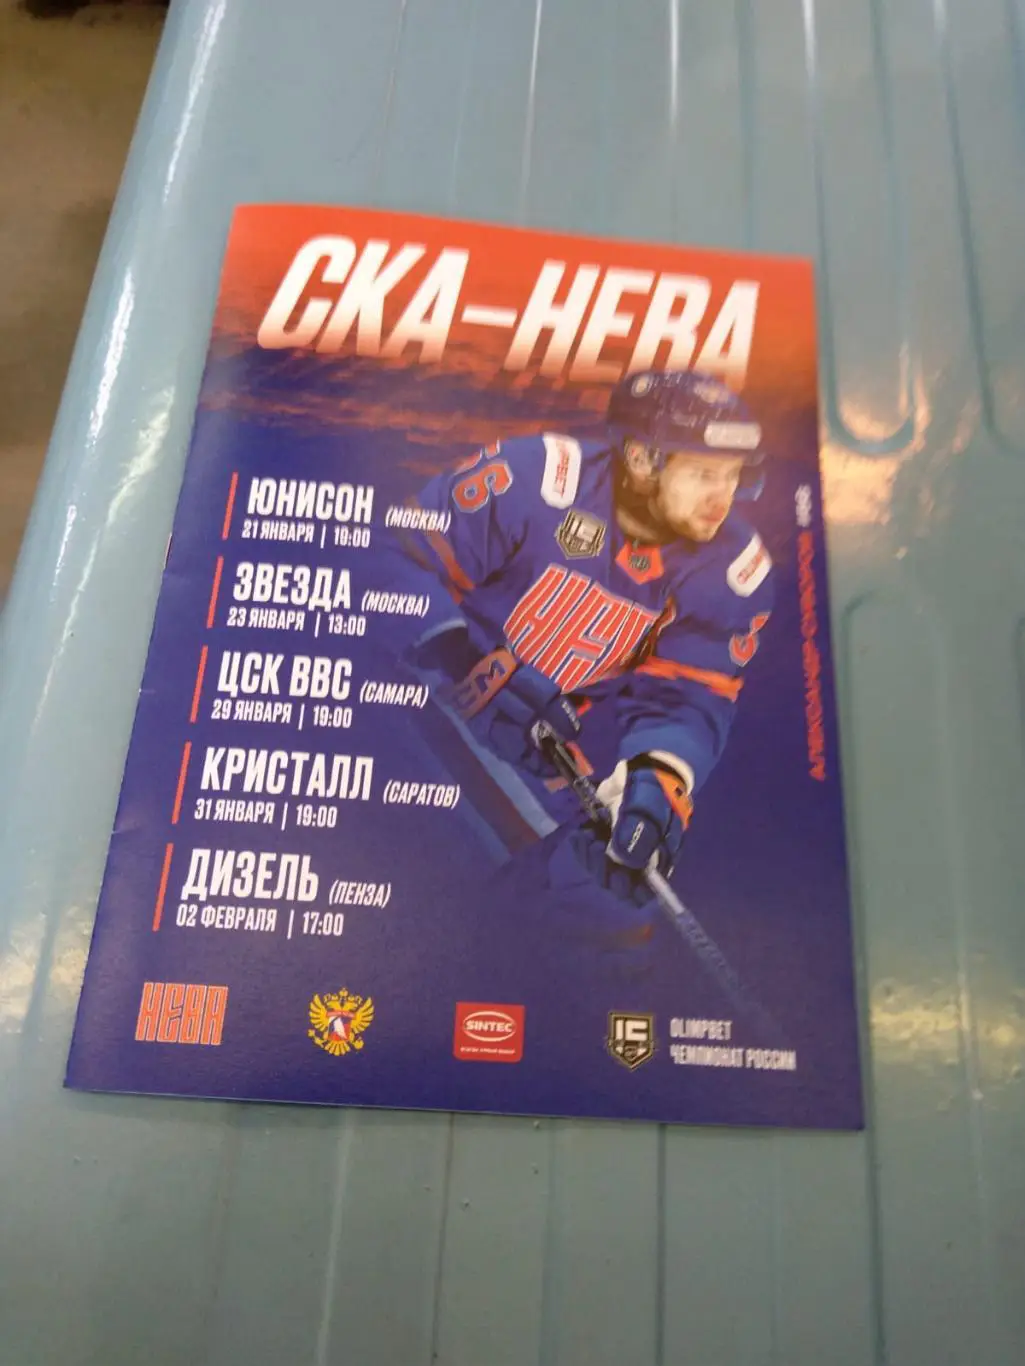 СКА-НЕВА
ЮНИСОН (МОСКВА)
21 ЯНВАРЯ | 19:00
ЗВЕЗДА (МОСКВА)
23 ЯНВАРЯ | 13:00
ЦСК ВВС (САМАРА)
29 ЯНВАРЯ | 19:00
КРИСТАЛЛ (САРАТОВ)
31 ЯНВАРЯ | 19:00
ДИЗЕЛЬ (ПЕНЗА)
02 ФЕВРАЛЯ | 17:00
НЕВА
SINTEC
OLIMPBET
ЧЕМПИОНАТ РОССИИ